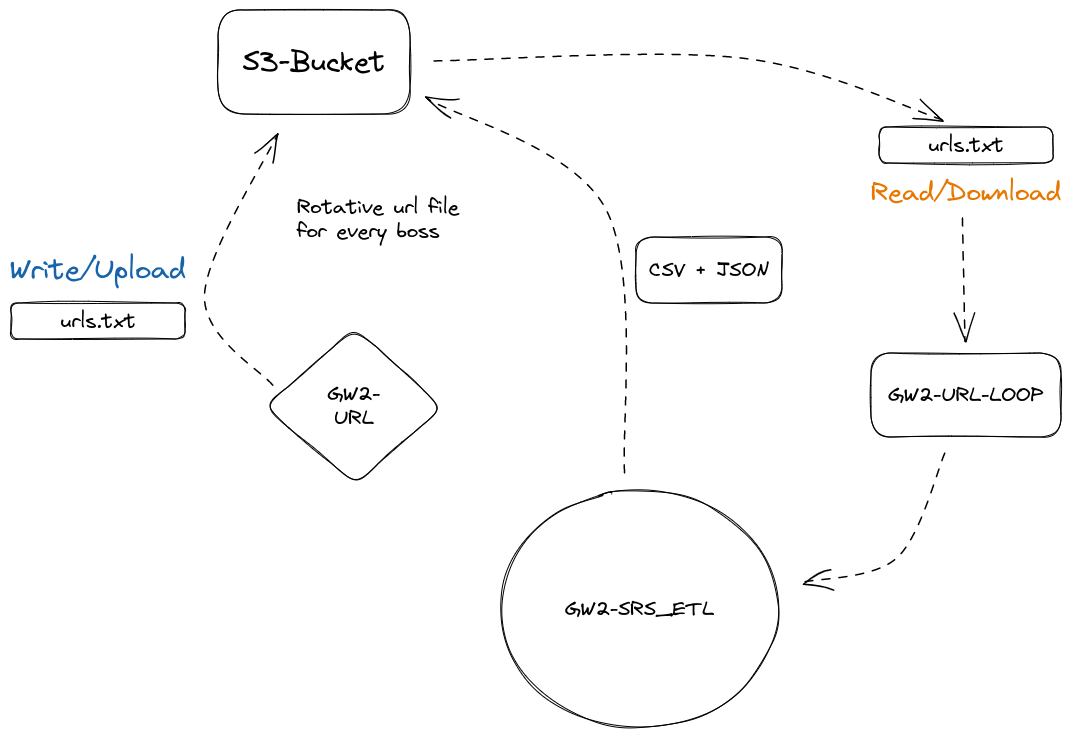 S3-Bucket
urls.txt
Read/Download
Rotative url file
for every boss
Write/Upload
urls.txt
CSV + JSON
GW2-
URL
GW2-URL-LOOP
GW2-SRS_ETL